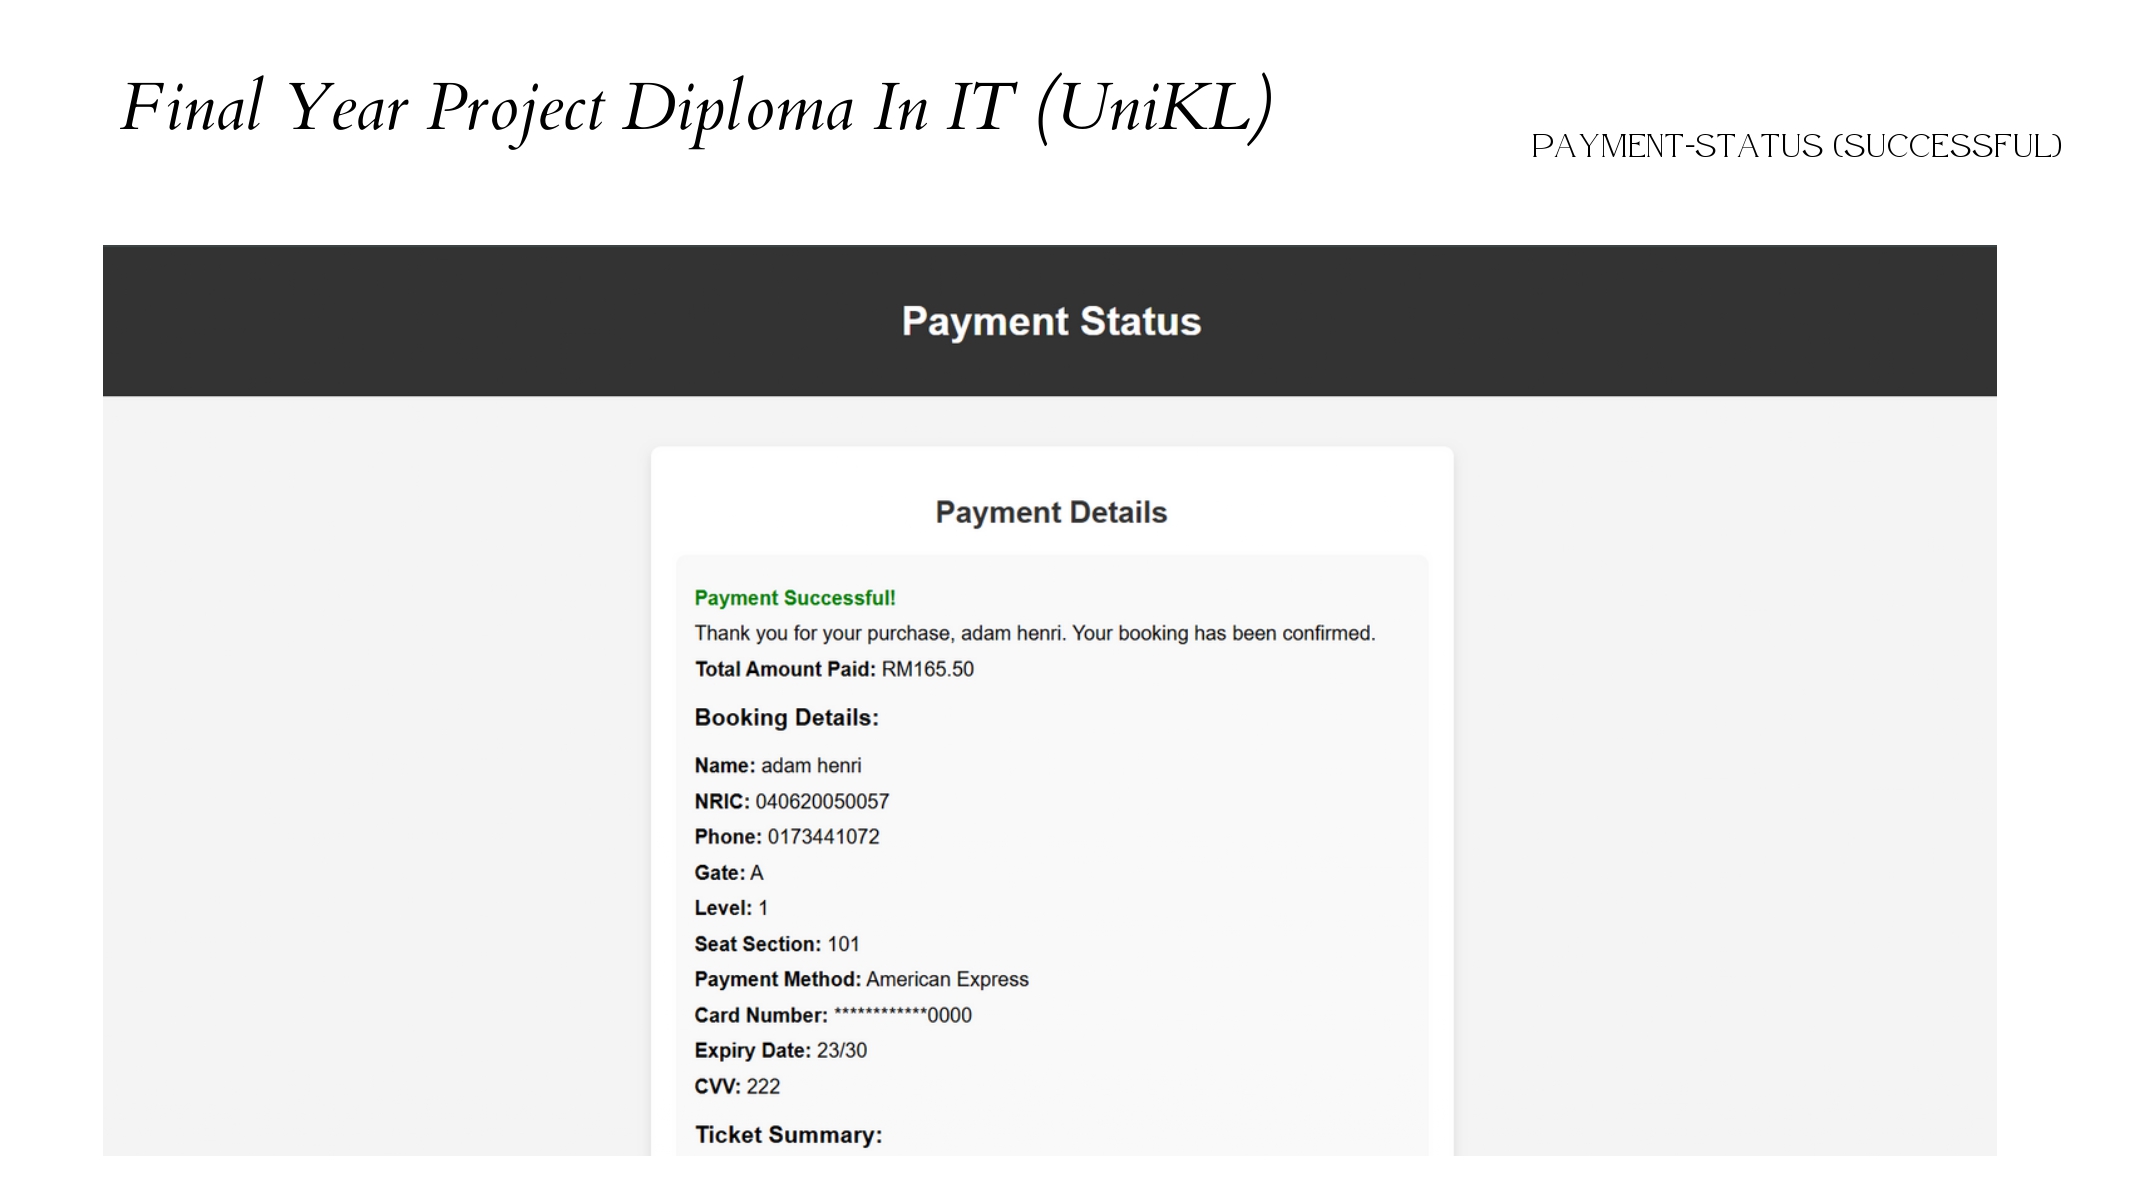 Final Year Project Diploma In IT (UniKL)
PAYMENT-STATUS (SUCCESSFUL)
Payment Status
Payment Details
Payment Successful!
Thank you for your purchase, adam henri. Your booking has been confirmed.
Total Amount Paid: RM165.50
Booking Details:
Name: adam henri
NRIC: 040620050057
Phone: 0173441072
Gate: A
Level: 1
Seat Section: 101
Payment Method: American Express
Card Number: ************0000
Expiry Date: 23/30
CVV: 222
Ticket Summary: